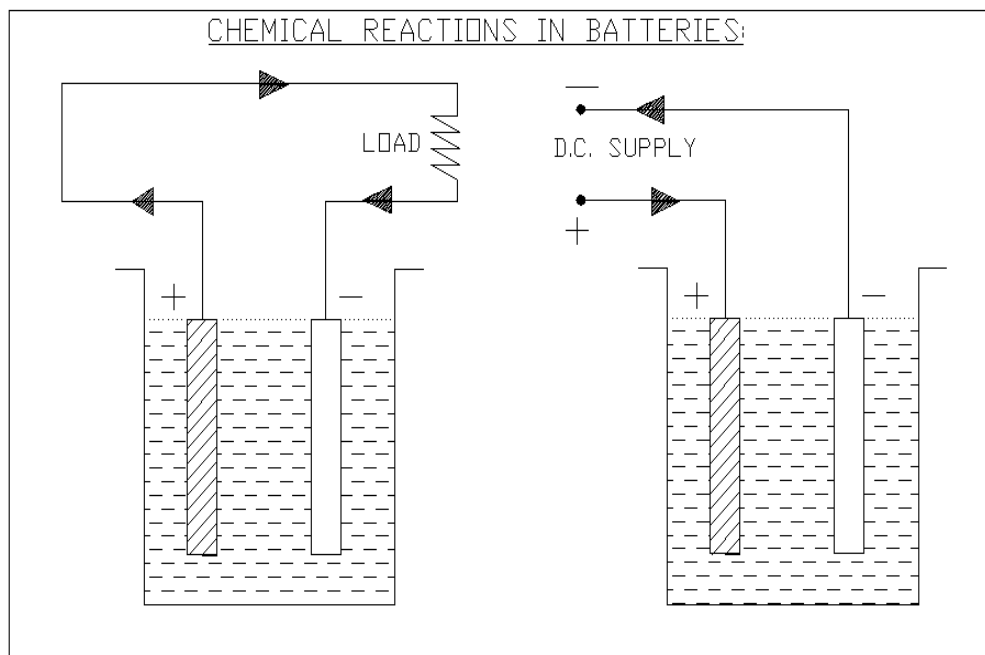 CHEMICAL REACTIONS IN BATTERIES:
LOAD
−
D.C. SUPPLY
+
+ −
+ −